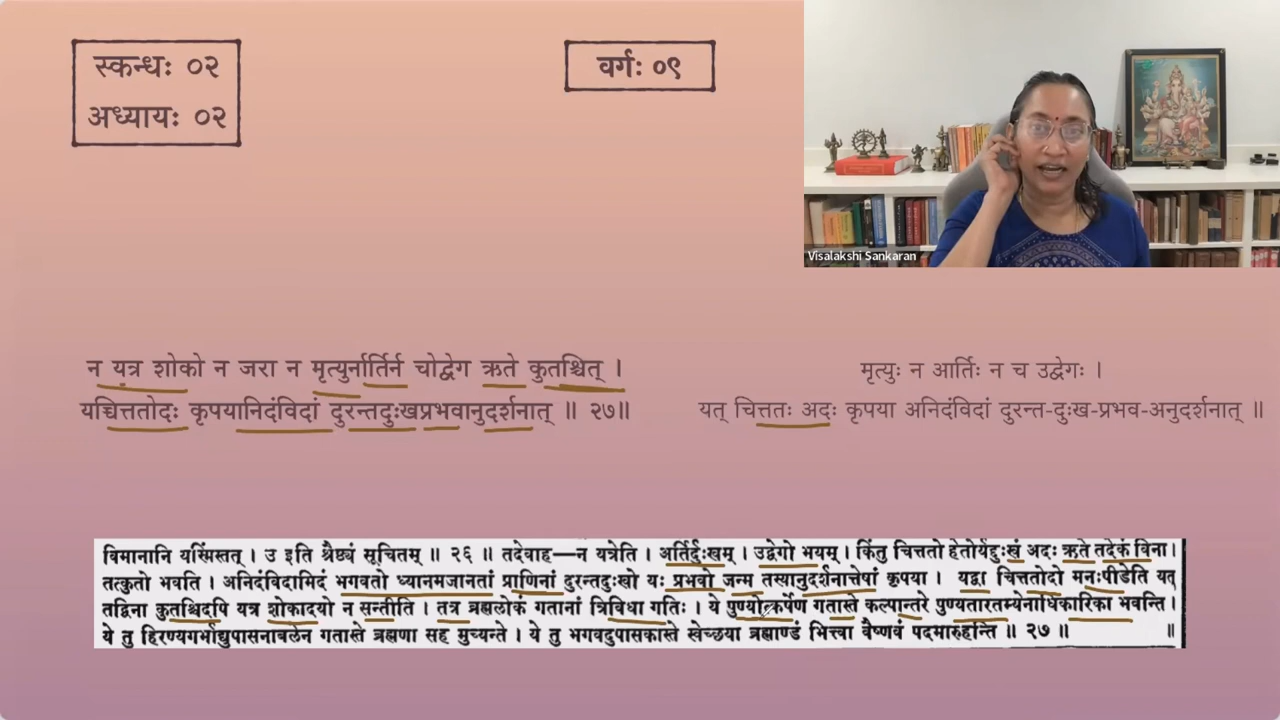 स्कन्धः ०२
अध्यायः ०२
वर्गः ०९
Visalakshi Sankaran
न यत्र शोको न जरा न मृत्युर्नार्तिर्न चोद्वेग ऋते कुतश्चित् ।
यच्चित्ततोदः कृपयानिदंविदां दुरन्तदुःखप्रभवानुदर्शनात् ॥ २७॥
मृत्युः न आर्तिः न च उद्वेगः ।
यत् चित्ततः अदः कृपया अनिदंविदां दुरन्त-दुःख-प्रभव-अनुदर्शनात् ॥
विमानानि यस्मिंस्तत् । उ इति श्रैष्ठ्यं सूचितम् ॥ २६ ॥ तदेवाह—न यत्रेति । अर्तिर्दुःखम् । उद्वेगो भयम् । किंतु चित्ततो हेतोर्यद्दुःखं अदः ऋते तदेकं विना ।
तत्कुतो भवति । अनिदंविदामिदं भगवतो ध्यानमजानतां प्राणिनां दुरन्तदुःखो यः प्रभवो जन्म तस्यानुदर्शनात्तेषां कृपया । यद्वा चित्ततोदो मनःपीडेति यत्
तद्विना कुतश्चिदपि यत्र शोकादयो न सन्तीति । तत्र ब्रह्मलोकं गतानां त्रिविधा गतिः । ये पुण्योत्कर्षेण गतास्ते कल्पान्तरे पुण्यतारतम्येनाधिकारिका भवन्ति ।
ये तु हिरण्यगर्भाद्युपासनाबलेन गतास्ते ब्रह्मणा सह मुच्यन्ते । ये तु भगवदुपासकास्ते स्वेच्छया ब्रह्माण्डं भित्त्वा वैष्णवं पदमारुहन्ति ॥ २७ ॥ ॥